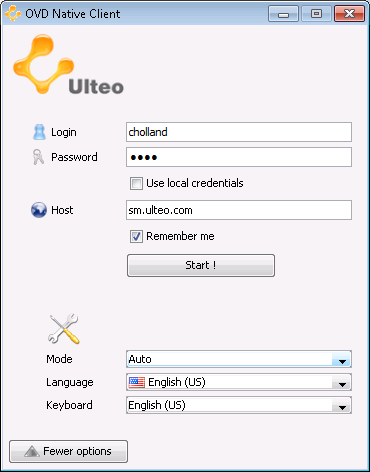 OVD Native Client
Ulteo
Login cholland
Password ••••
Use local credentials
Host sm.ulteo.com
Remember me
Start !
Mode Auto
Language English (US)
Keyboard English (US)
Fewer options